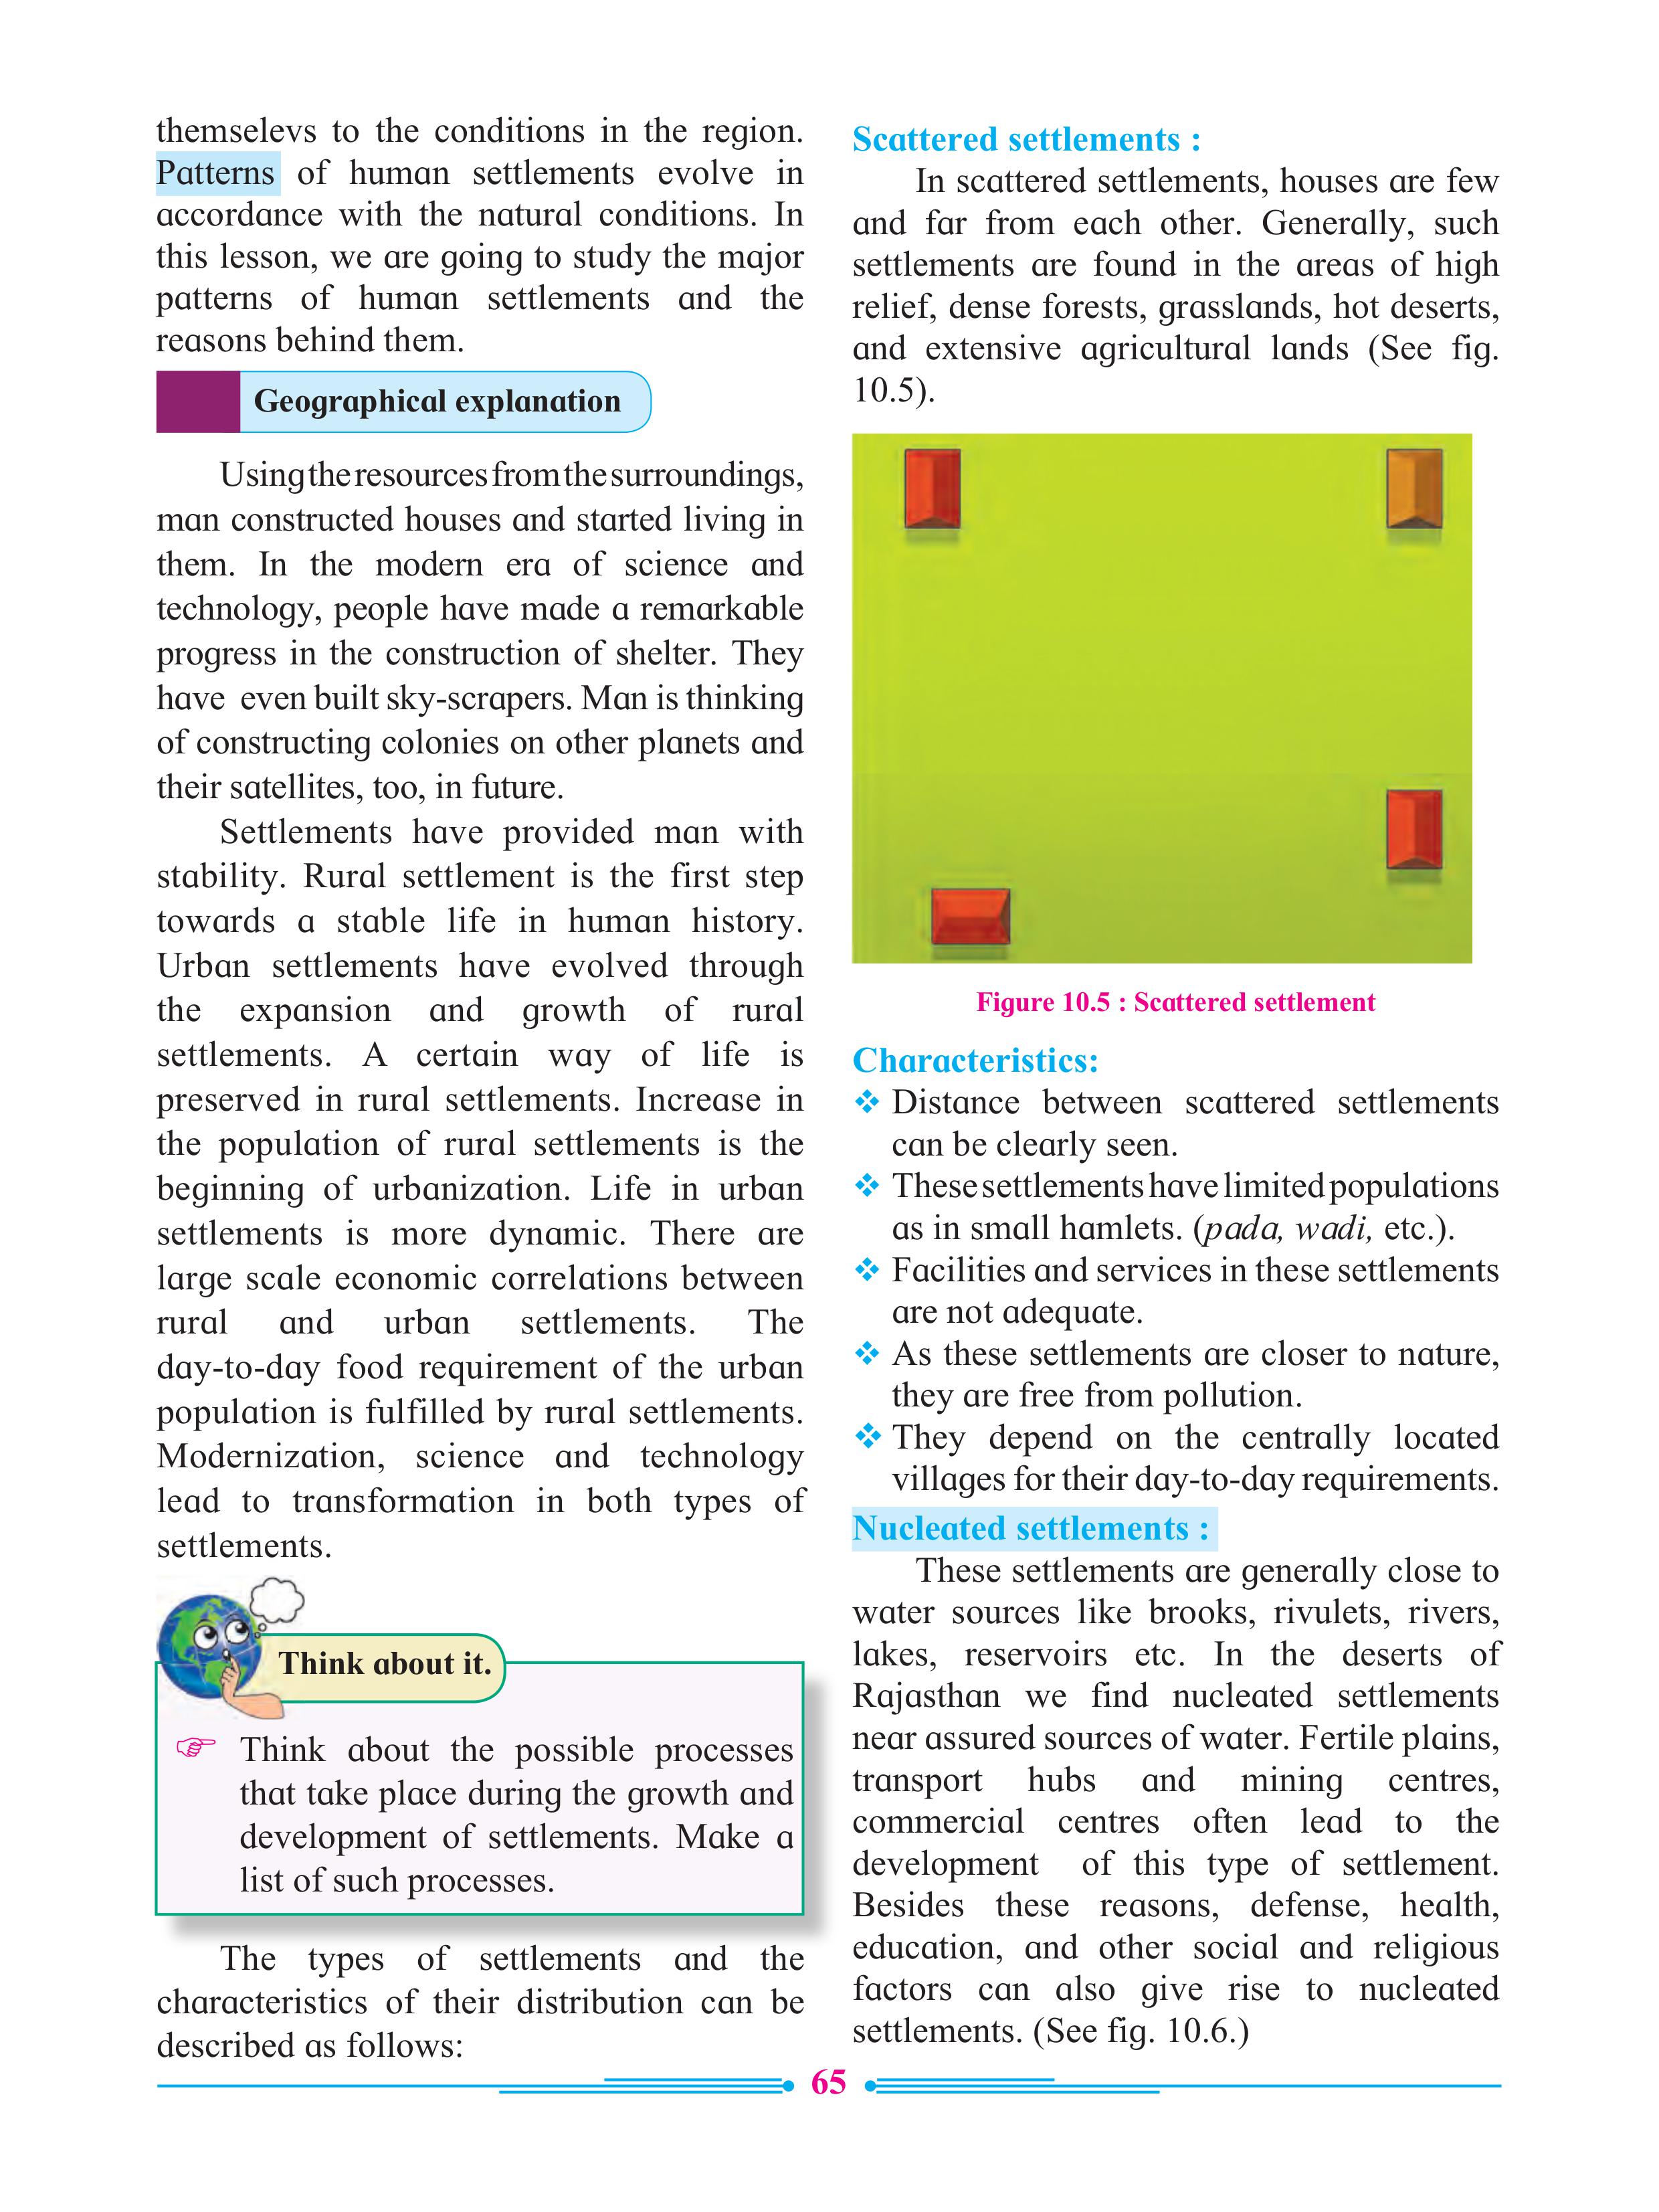 themselevs to the conditions in the region.
Patterns of human settlements evolve in
accordance with the natural conditions. In
this lesson, we are going to study the major
patterns of human settlements and the
reasons behind them.
Geographical explanation
Using the resources from the surroundings,
man constructed houses and started living in
them. In the modern era of science and
technology, people have made a remarkable
progress in the construction of shelter. They
have even built sky-scrapers. Man is thinking
of constructing colonies on other planets and
their satellites, too, in future.
Settlements have provided man with
stability. Rural settlement is the first step
towards a stable life in human history.
Urban settlements have evolved through
the expansion and growth of rural
settlements. A certain way of life is
preserved in rural settlements. Increase in
the population of rural settlements is the
beginning of urbanization. Life in urban
settlements is more dynamic. There are
large scale economic correlations between
rural and urban settlements. The
day-to-day food requirement of the urban
population is fulfilled by rural settlements.
Modernization, science and technology
lead to transformation in both types of
settlements.
Think about it.
☞ Think about the possible processes
that take place during the growth and
development of settlements. Make a
list of such processes.
The types of settlements and the
characteristics of their distribution can be
described as follows:
Scattered settlements :
In scattered settlements, houses are few
and far from each other. Generally, such
settlements are found in the areas of high
relief, dense forests, grasslands, hot deserts,
and extensive agricultural lands (See fig.
10.5).
Figure 10.5 : Scattered settlement
Characteristics:
❖ Distance between scattered settlements
can be clearly seen.
❖ These settlements have limited populations
as in small hamlets. (pada, wadi, etc.).
❖ Facilities and services in these settlements
are not adequate.
❖ As these settlements are closer to nature,
they are free from pollution.
❖ They depend on the centrally located
villages for their day-to-day requirements.
Nucleated settlements :
These settlements are generally close to
water sources like brooks, rivulets, rivers,
lakes, reservoirs etc. In the deserts of
Rajasthan we find nucleated settlements
near assured sources of water. Fertile plains,
transport hubs and mining centres,
commercial centres often lead to the
development of this type of settlement.
Besides these reasons, defense, health,
education, and other social and religious
factors can also give rise to nucleated
settlements. (See fig. 10.6.)
65